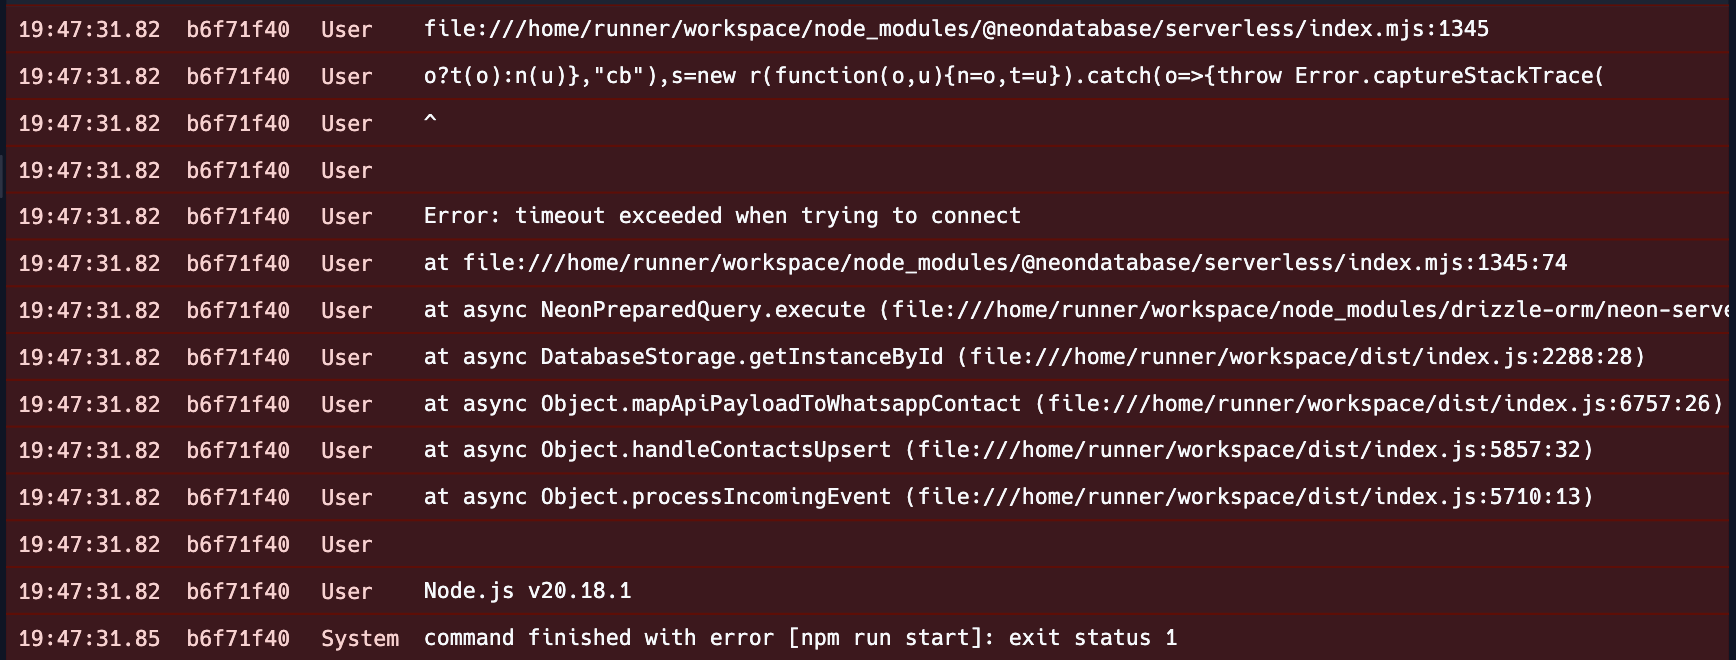 19:47:31.82 b6f71f40 User file:///home/runner/workspace/node_modules/@neondatabase/serverless/index.mjs:1345
19:47:31.82 b6f71f40 User o?t(o):n(u)},"cb"),s=new r(function(o,u){n=o,t=u}).catch(o=>{throw Error.captureStackTrace(
19:47:31.82 b6f71f40 User ^
19:47:31.82 b6f71f40 User
19:47:31.82 b6f71f40 User Error: timeout exceeded when trying to connect
19:47:31.82 b6f71f40 User at file:///home/runner/workspace/node_modules/@neondatabase/serverless/index.mjs:1345:74
19:47:31.82 b6f71f40 User at async NeonPreparedQuery.execute (file:///home/runner/workspace/node_modules/drizzle-orm/neon-serve
19:47:31.82 b6f71f40 User at async DatabaseStorage.getInstanceById (file:///home/runner/workspace/dist/index.js:2288:28)
19:47:31.82 b6f71f40 User at async Object.mapApiPayloadToWhatsappContact (file:///home/runner/workspace/dist/index.js:6757:26)
19:47:31.82 b6f71f40 User at async Object.handleContactsUpsert (file:///home/runner/workspace/dist/index.js:5857:32)
19:47:31.82 b6f71f40 User at async Object.processIncomingEvent (file:///home/runner/workspace/dist/index.js:5710:13)
19:47:31.82 b6f71f40 User
19:47:31.82 b6f71f40 User Node.js v20.18.1
19:47:31.85 b6f71f40 System command finished with error [npm run start]: exit status 1